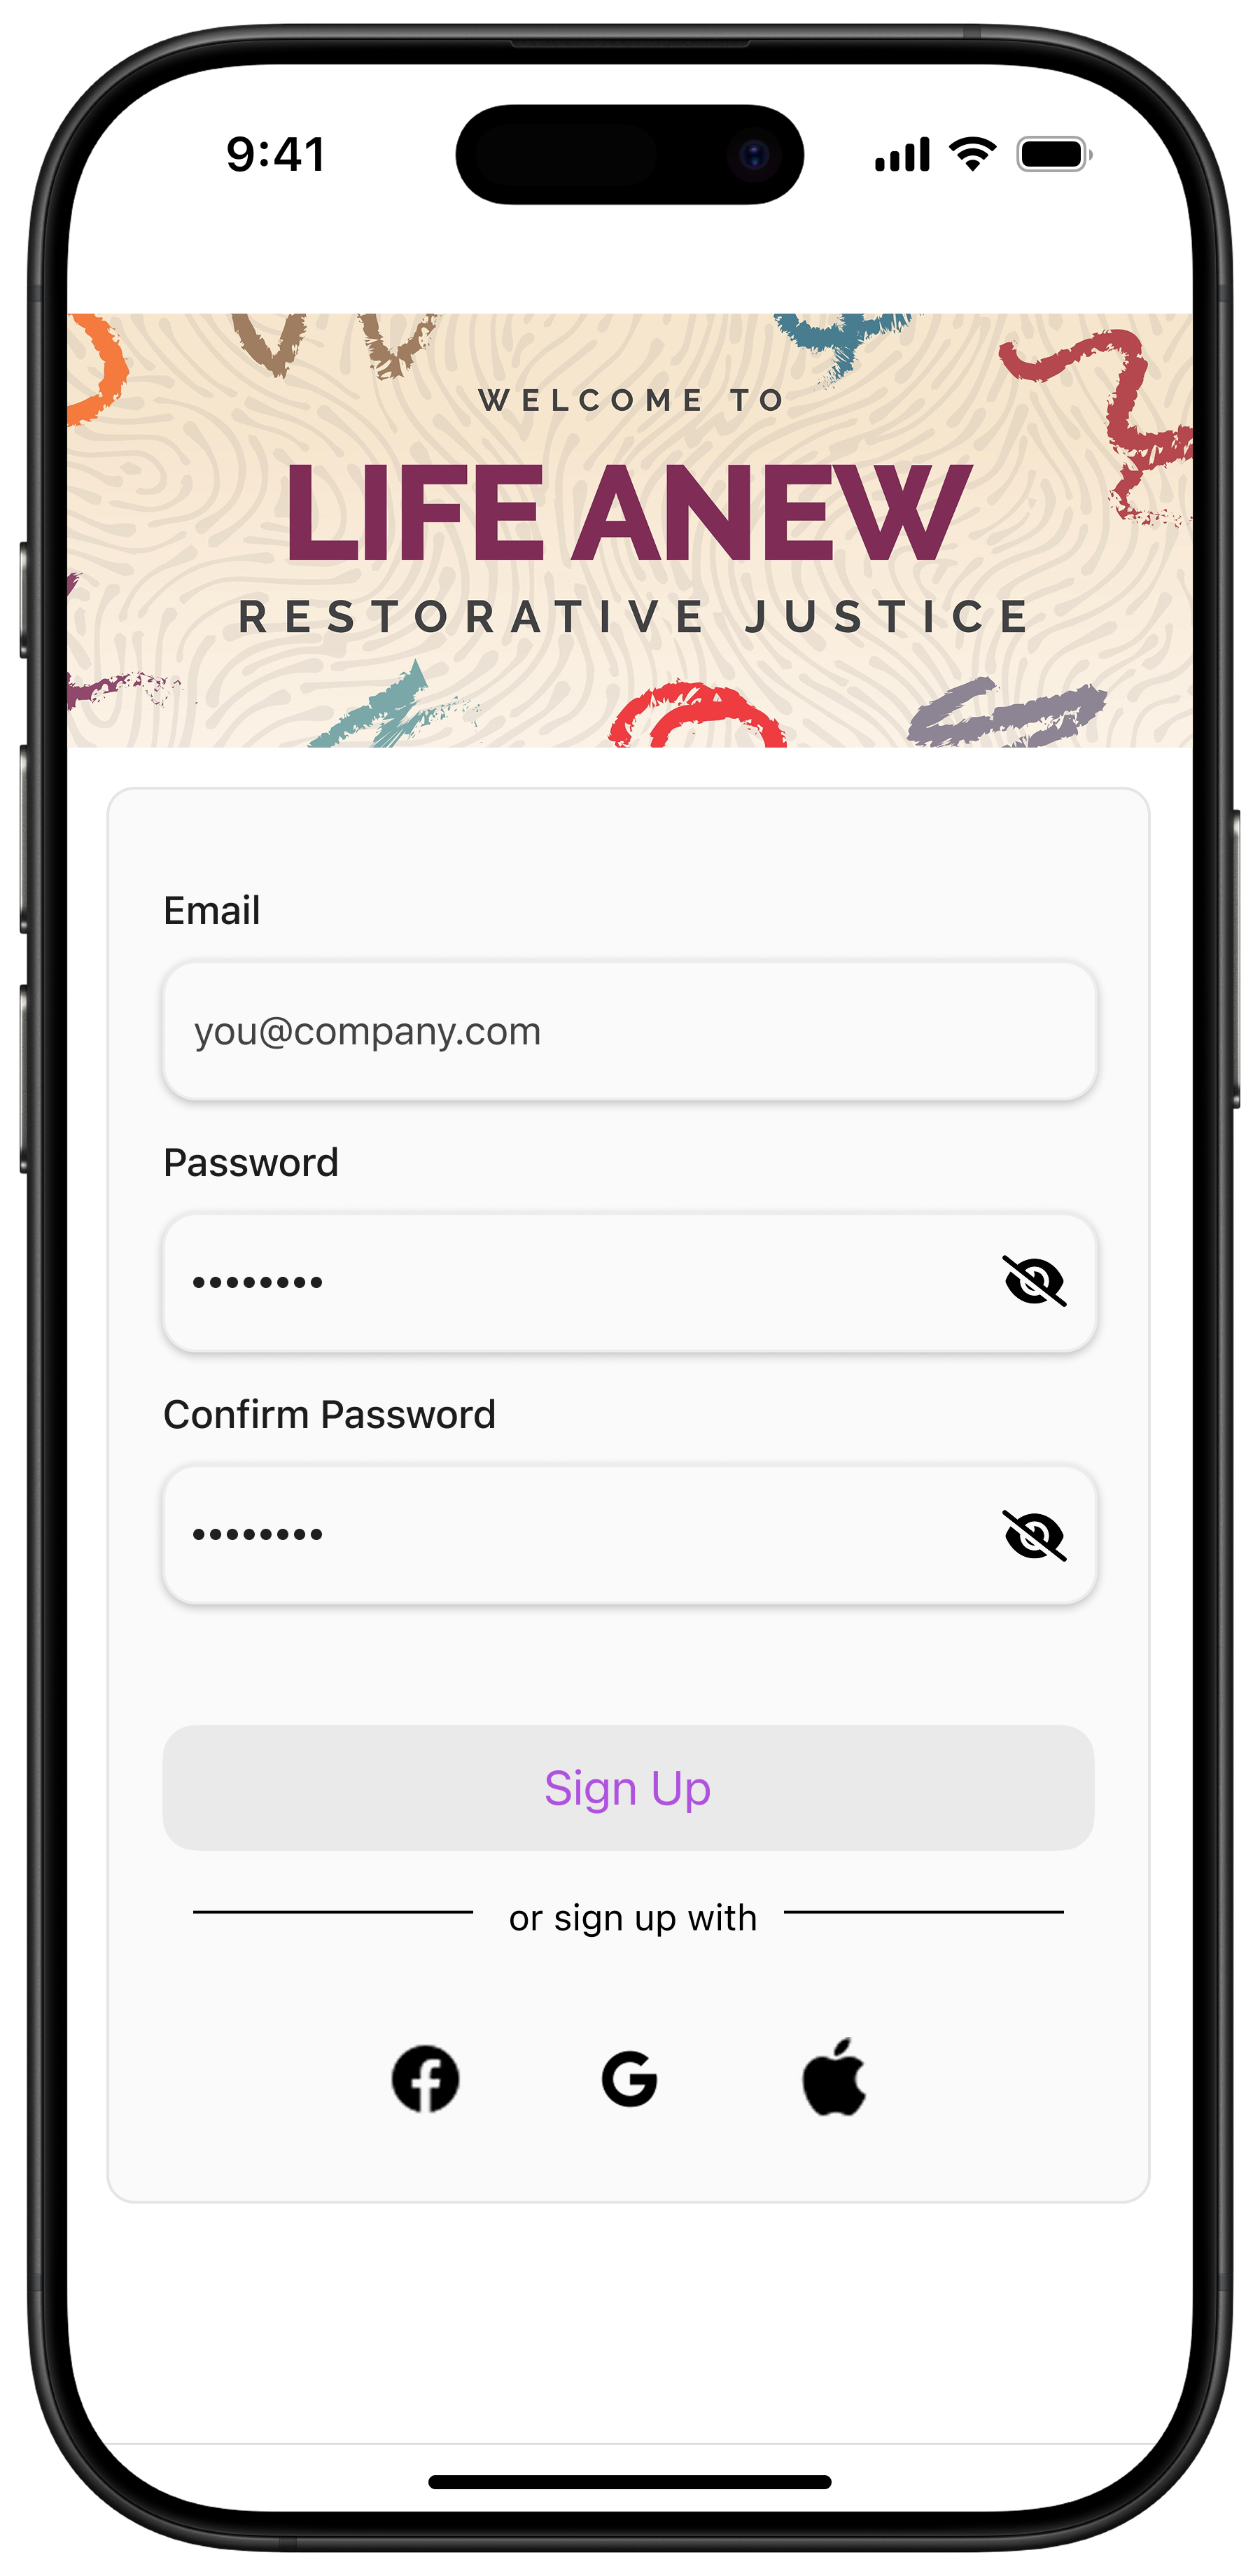 9:41
WELCOME TO
LIFE ANEW
RESTORATIVE JUSTICE
Email
you@company.com
Password
••••••••
Confirm Password
••••••••
Sign Up
or sign up with